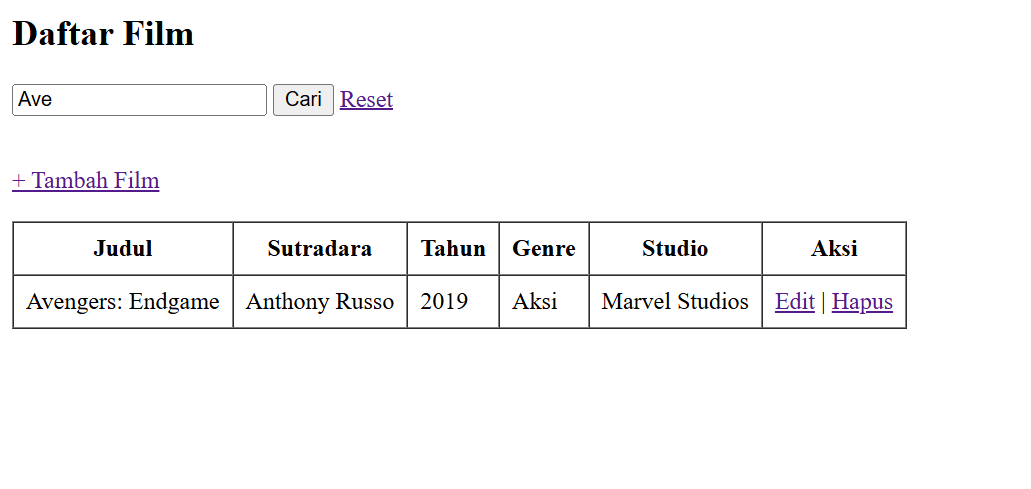 Daftar Film
Ave Cari Reset
+ Tambah Film
Judul Sutradara Tahun Genre Studio Aksi
Avengers: Endgame Anthony Russo 2019 Aksi Marvel Studios Edit | Hapus